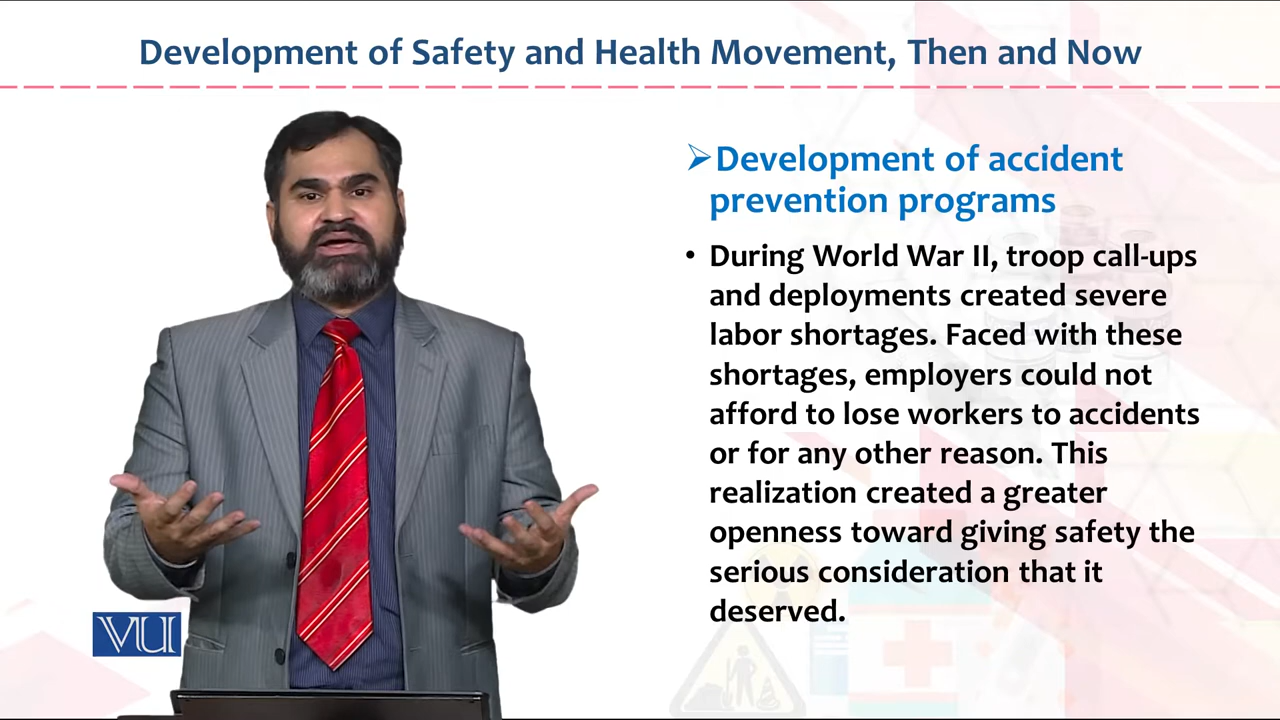 Development of Safety and Health Movement, Then and Now
➢Development of accident
prevention programs
• During World War II, troop call-ups
and deployments created severe
labor shortages. Faced with these
shortages, employers could not
afford to lose workers to accidents
or for any other reason. This
realization created a greater
openness toward giving safety the
serious consideration that it
deserved.
VU